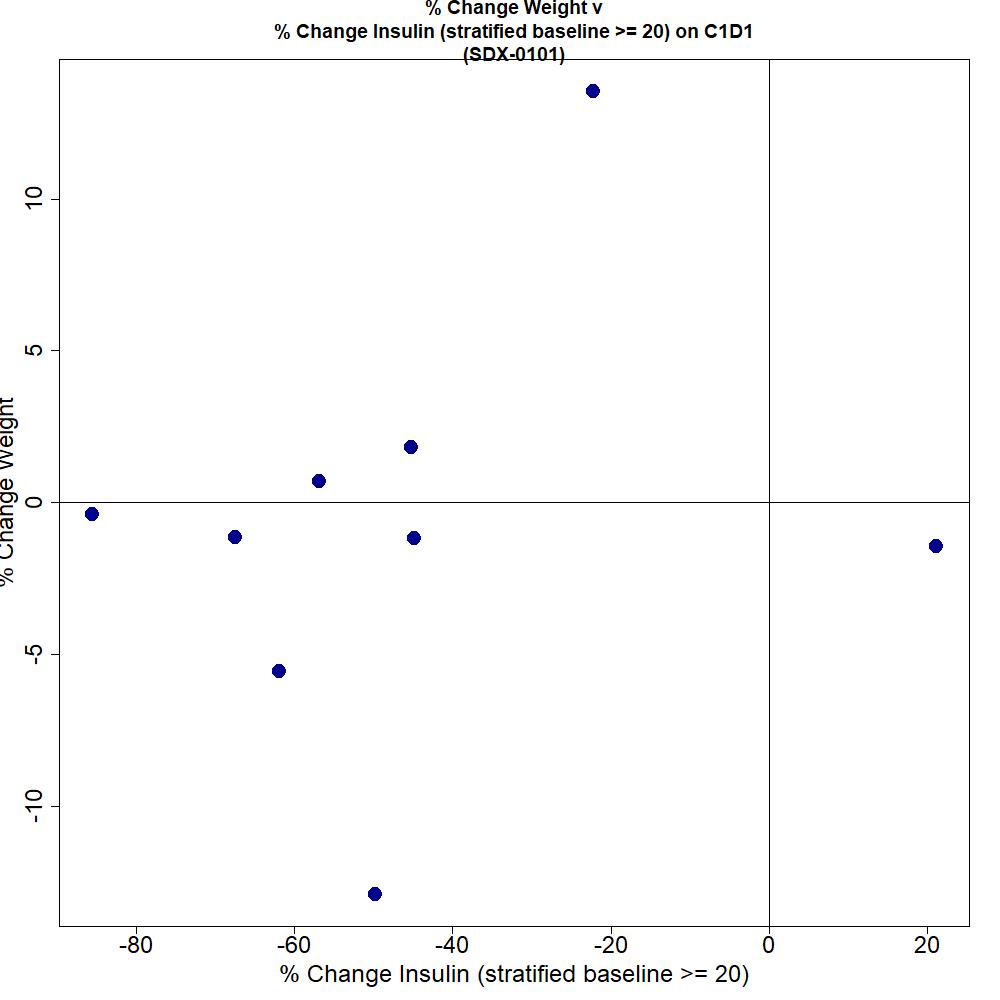 % Change Weight v
% Change Insulin (stratified baseline >= 20) on C1D1
(SDX-0101)
10
5
0
-5
-10
% Change Weight
-80 -60 -40 -20 0 20
% Change Insulin (stratified baseline >= 20)